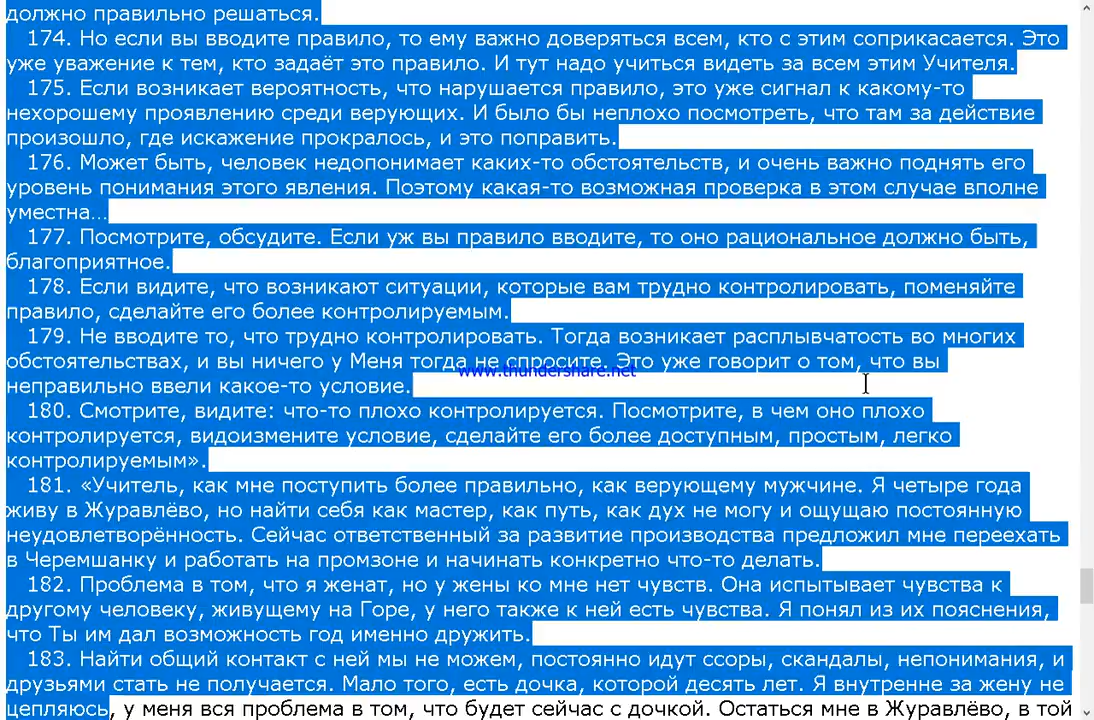 должно правильно решаться.
174. Но если вы вводите правило, то ему важно доверяться всем, кто с этим соприкасается. Это
уже уважение к тем, кто задаёт это правило. И тут надо учиться видеть за всем этим Учителя.
175. Если возникает вероятность, что нарушается правило, это уже сигнал к какому-то
нехорошему проявлению среди верующих. И было бы неплохо посмотреть, что там за действие
произошло, где искажение прокралось, и это поправить.
176. Может быть, человек недопонимает каких-то обстоятельств, и очень важно поднять его
уровень понимания этого явления. Поэтому какая-то возможная проверка в этом случае вполне
уместна...
177. Посмотрите, обсудите. Если уж вы правило вводите, то оно рациональное должно быть,
благоприятное.
178. Если видите, что возникают ситуации, которые вам трудно контролировать, поменяйте
правило, сделайте его более контролируемым.
179. Не вводите то, что трудно контролировать. Тогда возникает расплывчатость во многих
обстоятельствах, и вы ничего у Меня тогда не спросите. Это уже говорит о том, что вы
www.thundershare.net
неправильно ввели какое-то условие.
180. Смотрите, видите: что-то плохо контролируется. Посмотрите, в чем оно плохо
контролируется, видоизмените условие, сделайте его более доступным, простым, легко
контролируемым».
181. «Учитель, как мне поступить более правильно, как верующему мужчине. Я четыре года
живу в Журавлёво, но найти себя как мастер, как путь, как дух не могу и ощущаю постоянную
неудовлетворённость. Сейчас ответственный за развитие производства предложил мне переехать
в Черемшанку и работать на промзоне и начинать конкретно что-то делать.
182. Проблема в том, что я женат, но у жены ко мне нет чувств. Она испытывает чувства к
другому человеку, живущему на Горе, у него также к ней есть чувства. Я понял из их пояснения,
что Ты им дал возможность год именно дружить.
183. Найти общий контакт с ней мы не можем, постоянно идут ссоры, скандалы, непонимания, и
друзьями стать не получается. Мало того, есть дочка, которой десять лет. Я внутренне за жену не
цепляюсь, у меня вся проблема в том, что будет сейчас с дочкой. Остаться мне в Журавлёво, в той